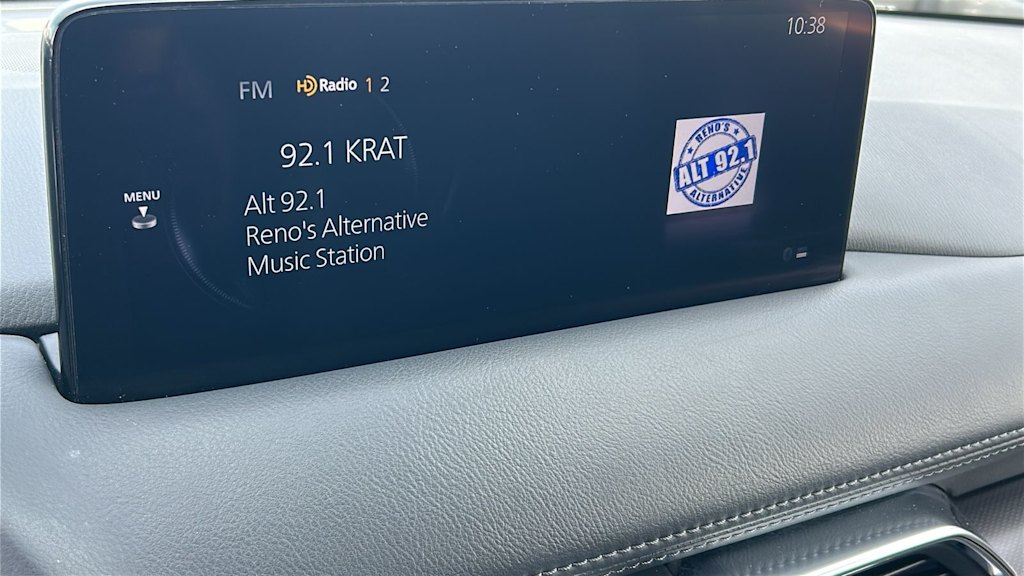 10:38
FM HD Radio 1 2
92.1 KRAT
MENU
Alt 92.1
Reno's Alternative
Music Station
RENO'S
ALT 92.1
ALTERNATIVE